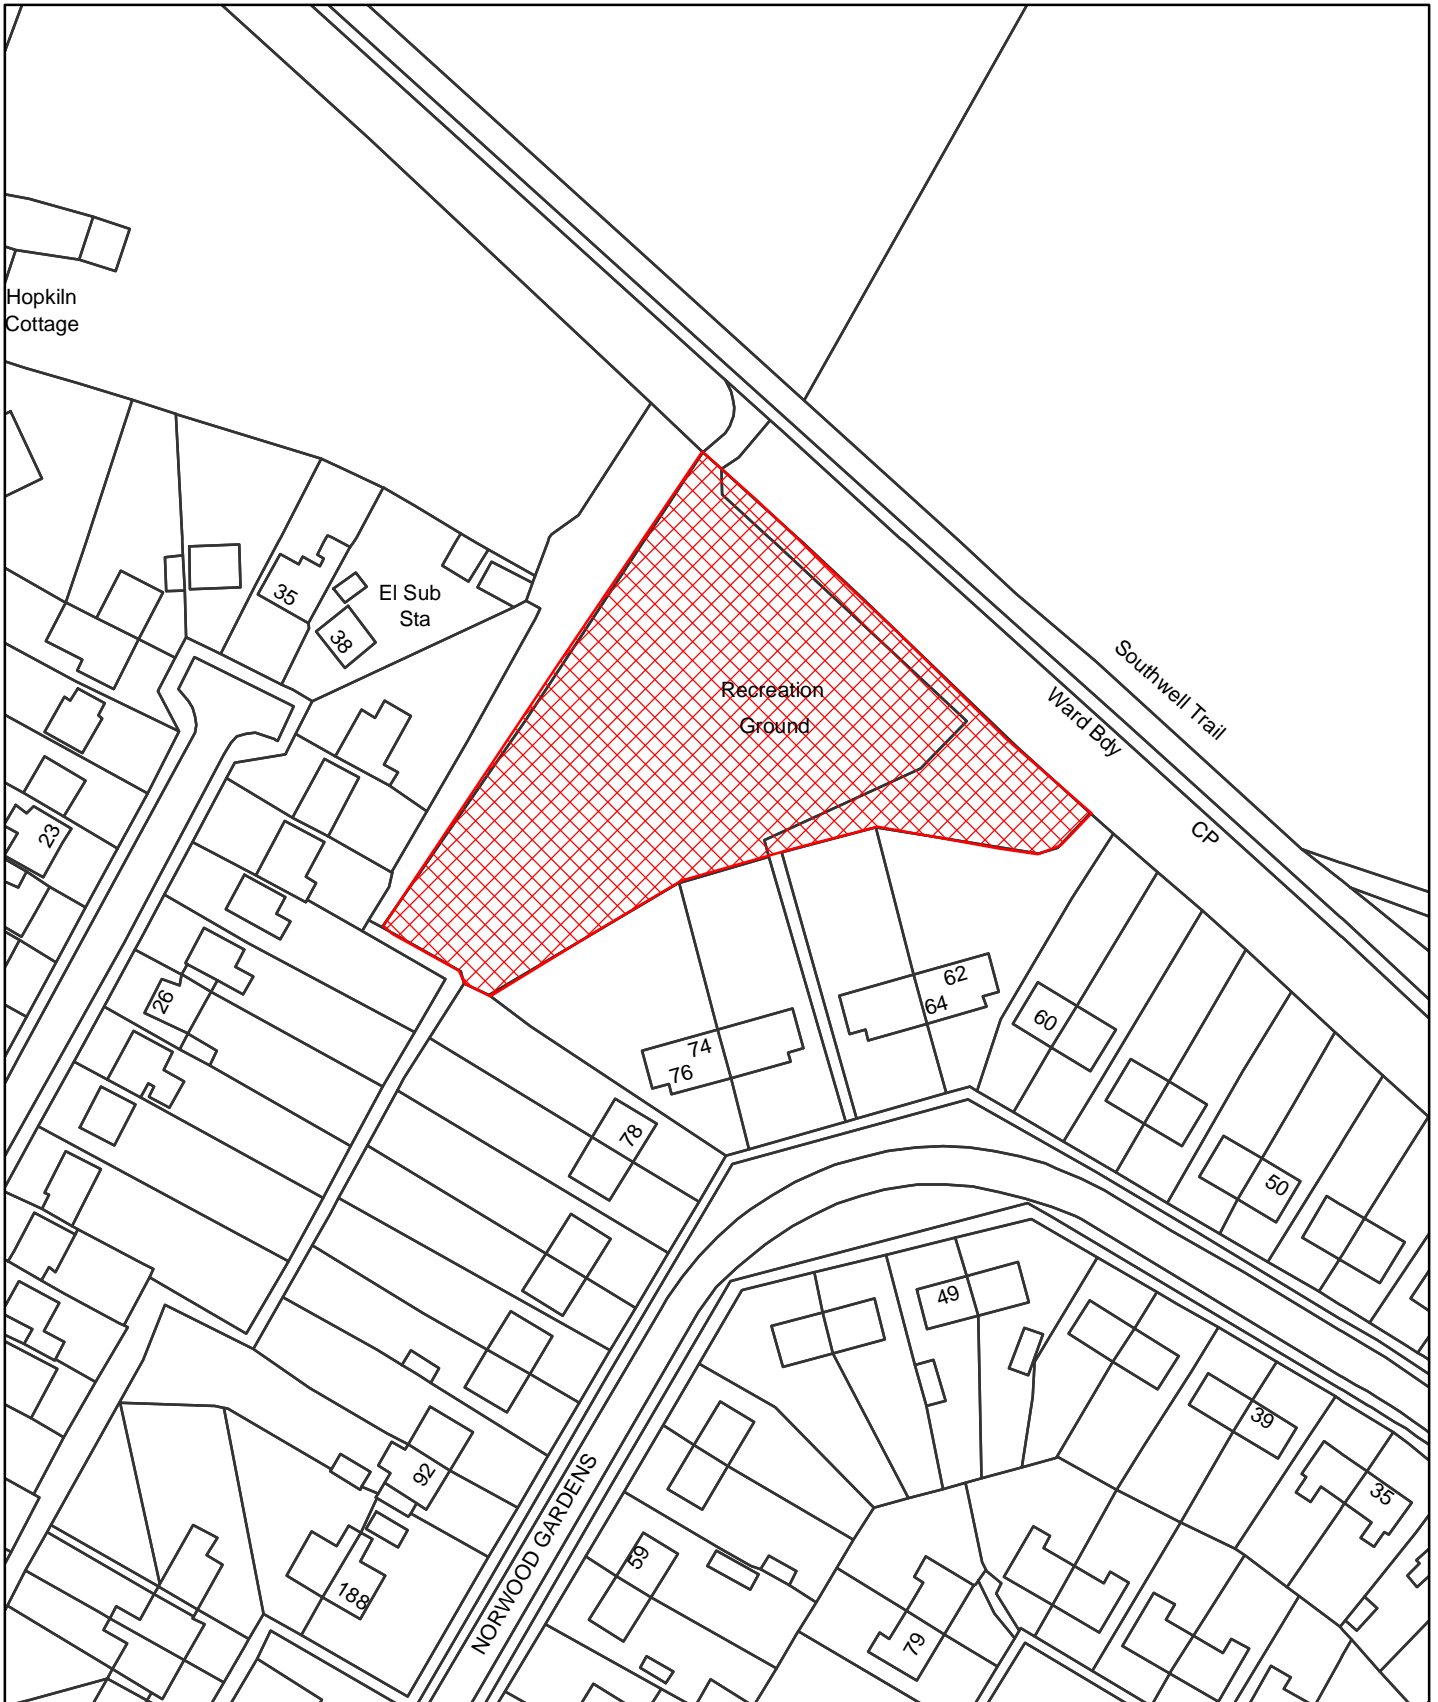 Hopkiln
Cottage
35
El Sub
Sta
38
Recreation
Ground
Southwell Trail
Ward Bdy
CP
23
26
62
64
60
74
76
78
50
49
39
35
92
NORWOOD GARDENS
59
188
79